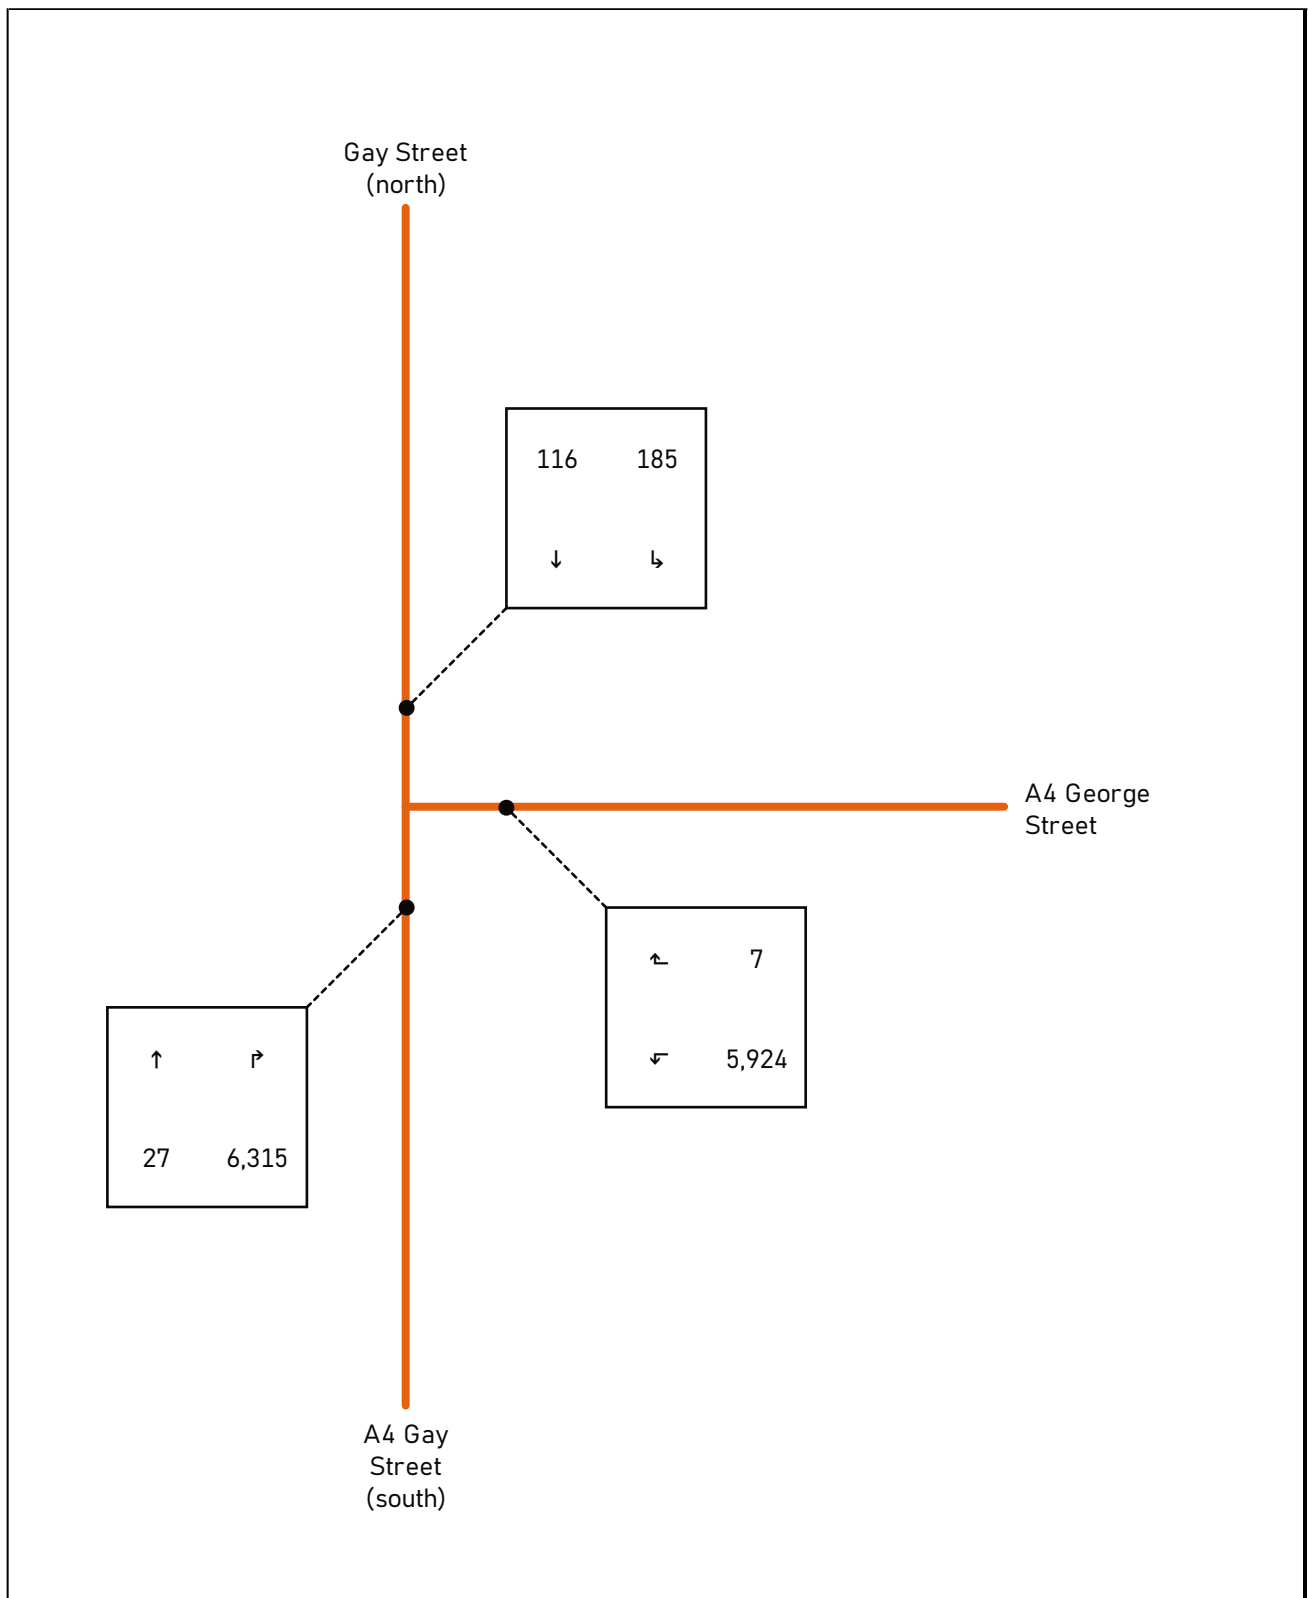 Gay Street
(north)
116 185
↓ ↳
A4 George
Street
⬑ 7
⬐ 5,924
↑ ↱
27 6,315
A4 Gay
Street
(south)